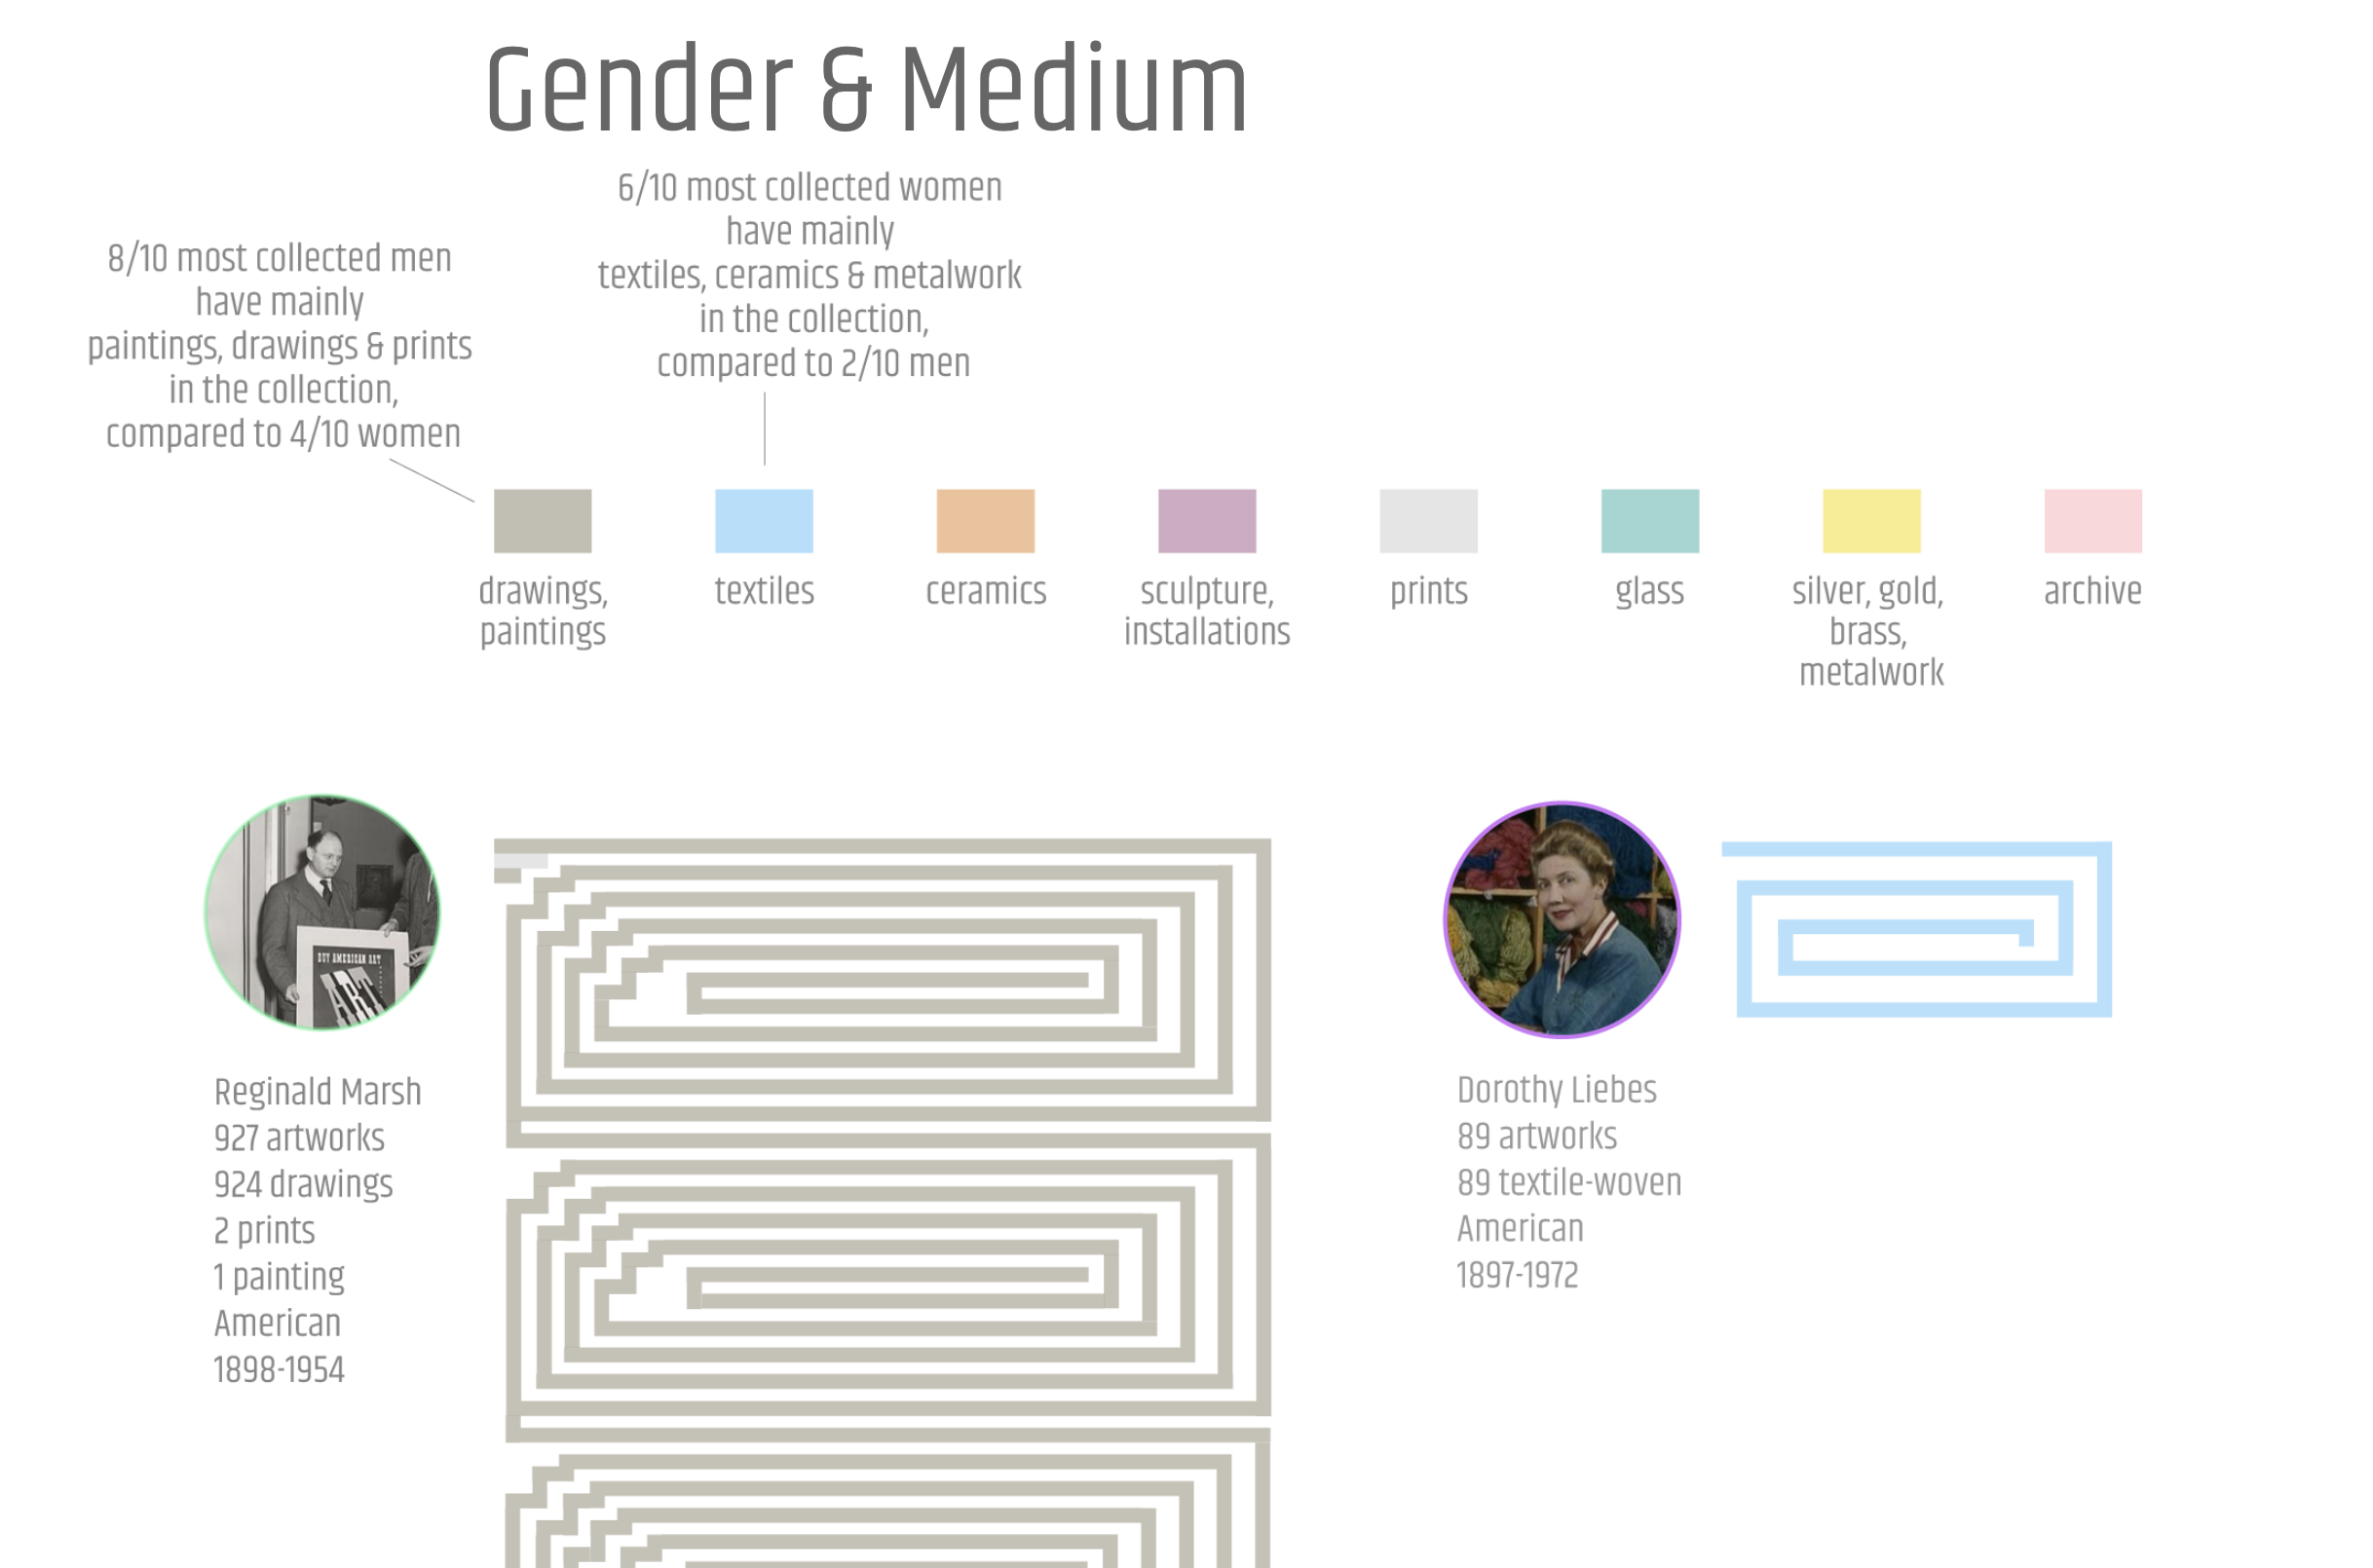 Gender & Medium
8/10 most collected men
have mainly
paintings, drawings & prints
in the collection,
compared to 4/10 women
6/10 most collected women
have mainly
textiles, ceramics & metalwork
in the collection,
compared to 2/10 men
drawings,
paintings
textiles
ceramics
sculpture,
installations
prints
glass
silver, gold,
brass,
metalwork
archive
BUY AMERICAN ART
ART
Reginald Marsh
927 artworks
924 drawings
2 prints
1 painting
American
1898-1954
Dorothy Liebes
89 artworks
89 textile-woven
American
1897-1972